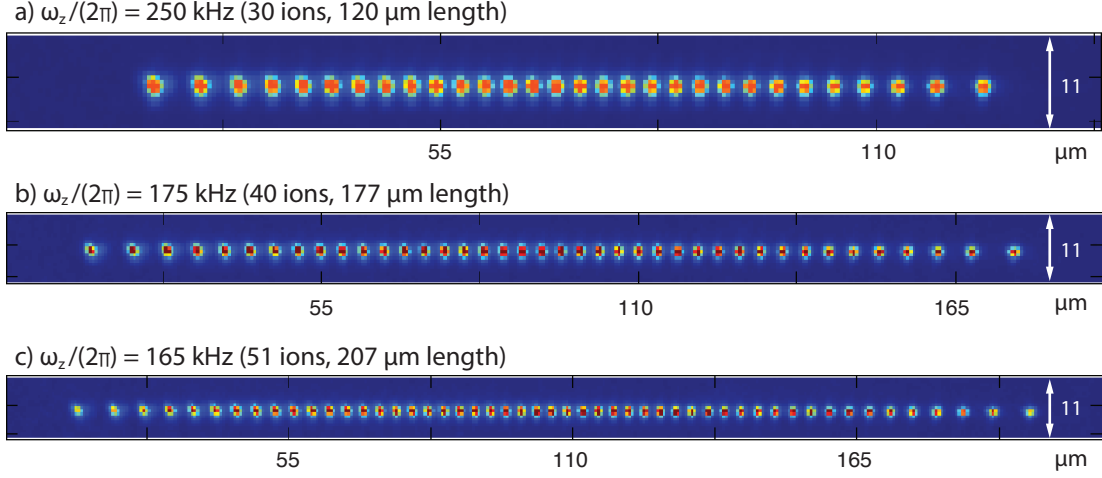 a) ω_z/(2π) = 250 kHz (30 ions, 120 μm length)
11
55 110 μm
b) ω_z/(2π) = 175 kHz (40 ions, 177 μm length)
11
55 110 165 μm
c) ω_z/(2π) = 165 kHz (51 ions, 207 μm length)
11
55 110 165 μm